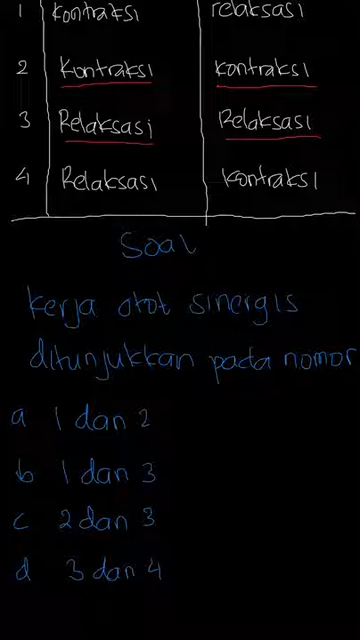 1 kontraksi relaksasi
2 Kontraksi kontraksi
3 Relaksasi Relaksasi
4 Relaksasi kontraksi
Soal
kerja otot sinergis
ditunjukkan pada nomor
a 1 dan 2
b 1 dan 3
c 2 dan 3
d 3 dan 4